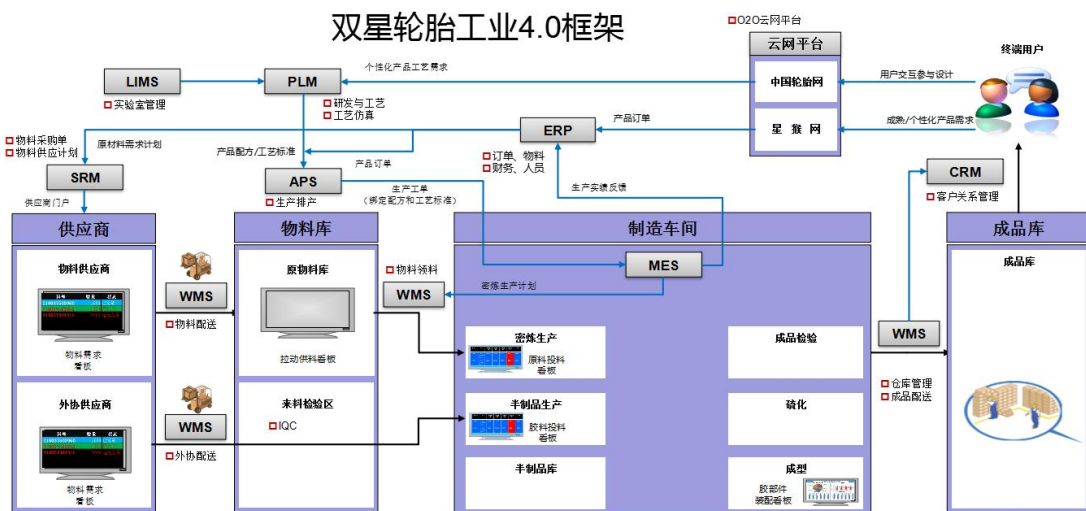 双星轮胎工业4.0框架
O2O云网平台
云网平台
终端用户
中国轮胎网
星猴网
用户交互参与设计
成熟/个性化产品需求
LIMS
实验室管理
PLM
研发与工艺
工艺仿真
个性化产品工艺需求
ERP
产品订单
订单、物料
财务、人员
物料采购单
物料供应计划
原材料需求计划
产品配方/工艺标准
产品订单
SRM
供应商门户
APS
生产排产
生产工单
（绑定配方和工艺标准）
生产实绩反馈
CRM
客户关系管理
供应商
物料库
制造车间
成品库
物料供应商
物料需求
看板
WMS
物料配送
外协供应商
物料需求
看板
WMS
外协配送
原物料库
拉动供料看板
来料检验区
IQC
物料领料
WMS
密炼生产计划
MES
密炼生产
原料投料
看板
半制品生产
胶料投料
看板
半制品库
成品检验
硫化
成型
胶部件
装配看板
WMS
仓库管理
成品配送
成品库